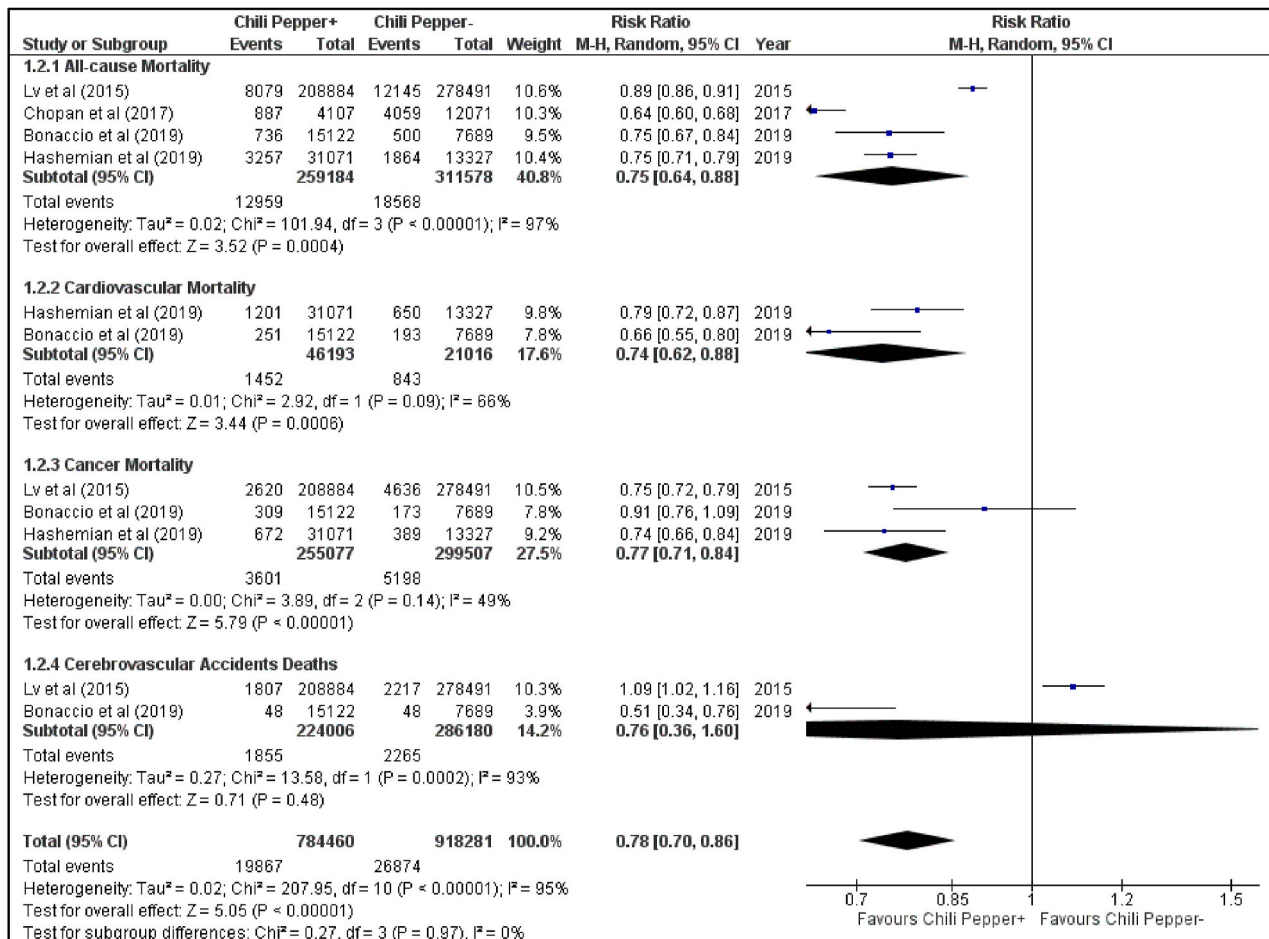 Chili Pepper+ Chili Pepper- Risk Ratio Risk Ratio
Study or Subgroup Events Total Events Total Weight M-H, Random, 95% CI Year M-H, Random, 95% CI
1.2.1 All-cause Mortality
Lv et al (2015) 8079 208884 12145 278491 10.6% 0.89 [0.86, 0.91] 2015
Chopan et al (2017) 887 4107 4059 12071 10.3% 0.64 [0.60, 0.68] 2017
Bonaccio et al (2019) 736 15122 500 7689 9.5% 0.75 [0.67, 0.84] 2019
Hashemian et al (2019) 3257 31071 1864 13327 10.4% 0.75 [0.71, 0.79] 2019
Subtotal (95% CI) 259184 311578 40.8% 0.75 [0.64, 0.88]
Total events 12959 18568
Heterogeneity: Tau² = 0.02; Chi² = 101.94, df = 3 (P < 0.00001); I² = 97%
Test for overall effect: Z = 3.52 (P = 0.0004)
1.2.2 Cardiovascular Mortality
Hashemian et al (2019) 1201 31071 650 13327 9.8% 0.79 [0.72, 0.87] 2019
Bonaccio et al (2019) 251 15122 193 7689 7.8% 0.66 [0.55, 0.80] 2019
Subtotal (95% CI) 46193 21016 17.6% 0.74 [0.62, 0.88]
Total events 1452 843
Heterogeneity: Tau² = 0.01; Chi² = 2.92, df = 1 (P = 0.09); I² = 66%
Test for overall effect: Z = 3.44 (P = 0.0006)
1.2.3 Cancer Mortality
Lv et al (2015) 2620 208884 4636 278491 10.5% 0.75 [0.72, 0.79] 2015
Bonaccio et al (2019) 309 15122 173 7689 7.8% 0.91 [0.76, 1.09] 2019
Hashemian et al (2019) 672 31071 389 13327 9.2% 0.74 [0.66, 0.84] 2019
Subtotal (95% CI) 255077 299507 27.5% 0.77 [0.71, 0.84]
Total events 3601 5198
Heterogeneity: Tau² = 0.00; Chi² = 3.89, df = 2 (P = 0.14); I² = 49%
Test for overall effect: Z = 5.79 (P < 0.00001)
1.2.4 Cerebrovascular Accidents Deaths
Lv et al (2015) 1807 208884 2217 278491 10.3% 1.09 [1.02, 1.16] 2015
Bonaccio et al (2019) 48 15122 48 7689 3.9% 0.51 [0.34, 0.76] 2019
Subtotal (95% CI) 224006 286180 14.2% 0.76 [0.36, 1.60]
Total events 1855 2265
Heterogeneity: Tau² = 0.27; Chi² = 13.58, df = 1 (P = 0.0002); I² = 93%
Test for overall effect: Z = 0.71 (P = 0.48)
Total (95% CI) 784460 918281 100.0% 0.78 [0.70, 0.86]
Total events 19867 26874
Heterogeneity: Tau² = 0.02; Chi² = 207.95, df = 10 (P < 0.00001); I² = 95%
Test for overall effect: Z = 5.05 (P < 0.00001)
Test for subgroup differences: Chi² = 0.27, df = 3 (P = 0.97), I² = 0%
0.7 0.85 1 1.2 1.5
Favours Chili Pepper+ Favours Chili Pepper-